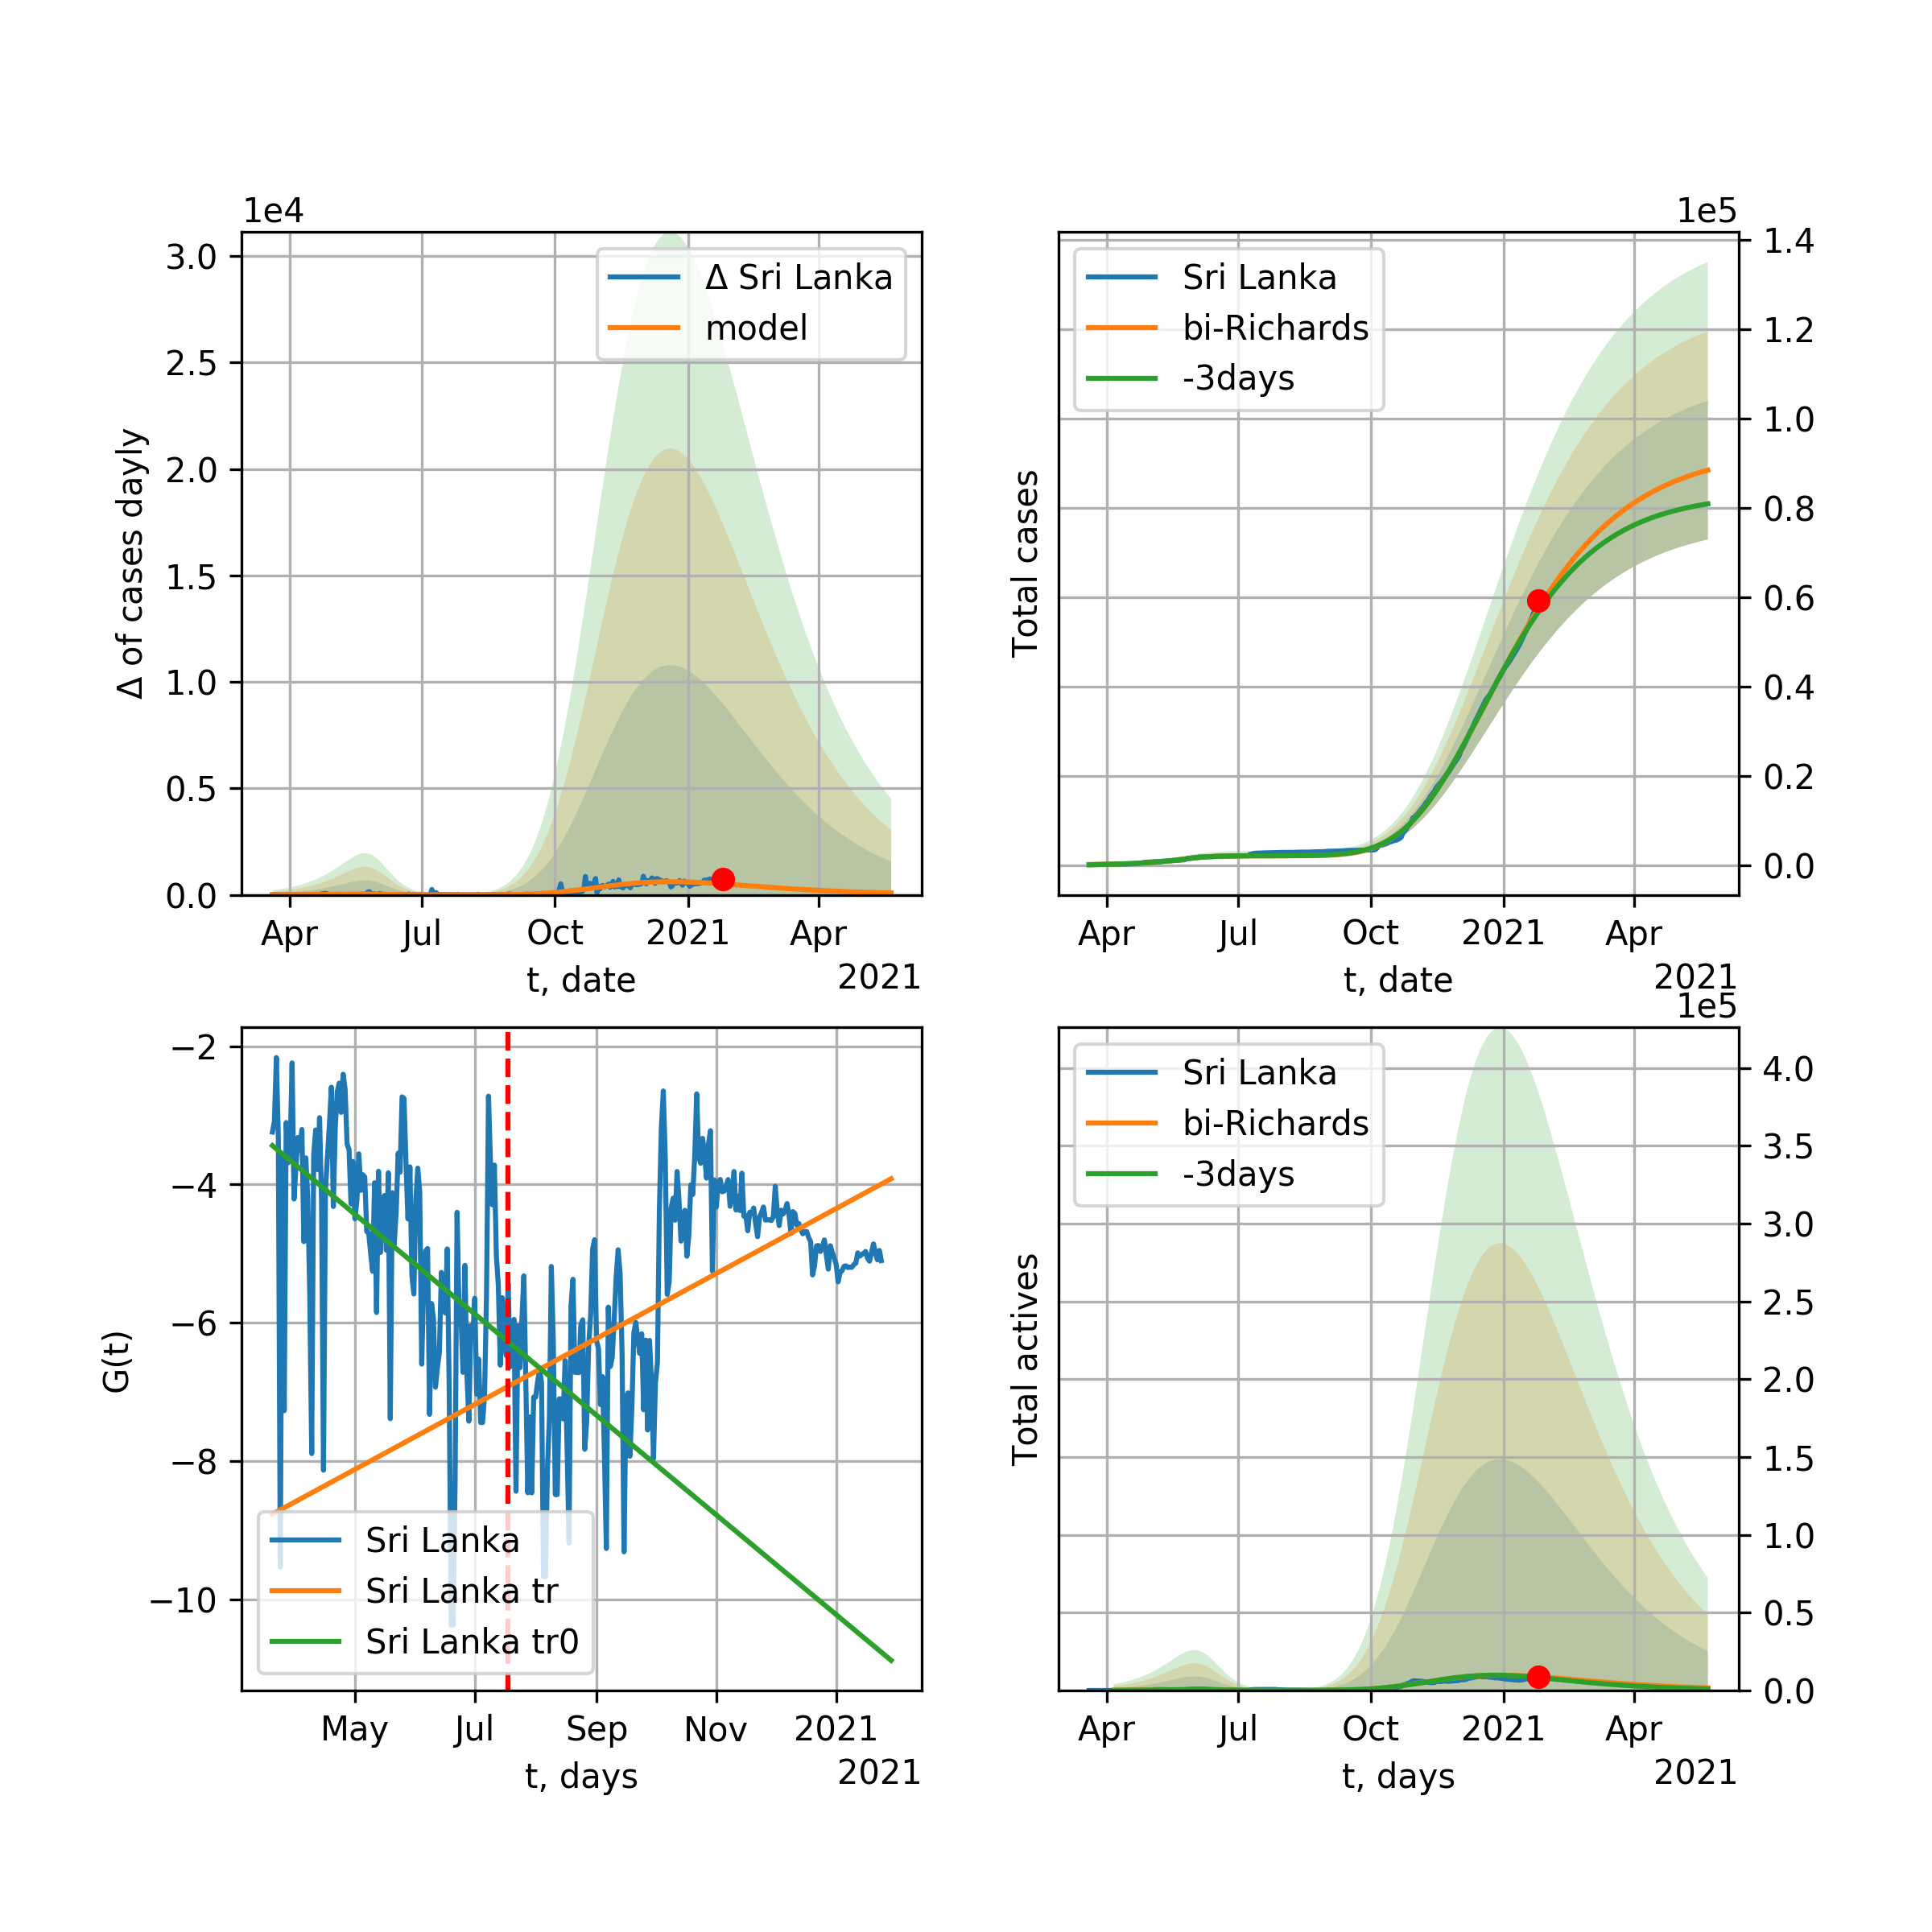 1e4
3.0
2.5
2.0
1.5
1.0
0.5
0.0
Δ of cases dayly
Δ Sri Lanka
model
Apr Jul Oct 2021 Apr
t, date
2021
1e5
1.4
1.2
1.0
0.8
0.6
0.4
0.2
0.0
Total cases
Sri Lanka
bi-Richards
-3days
Apr Jul Oct 2021 Apr
t, date
2021
−2
−4
−6
−8
−10
G(t)
Sri Lanka
Sri Lanka tr
Sri Lanka tr0
May Jul Sep Nov 2021
t, days
2021
1e5
4.0
3.5
3.0
2.5
2.0
1.5
1.0
0.5
0.0
Total actives
Sri Lanka
bi-Richards
-3days
Apr Jul Oct 2021 Apr
t, days
2021